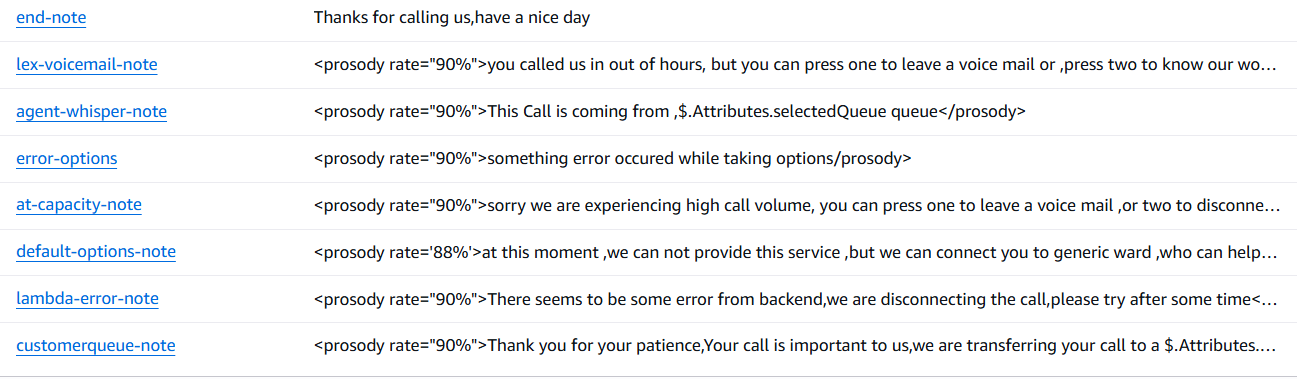 end-note Thanks for calling us,have a nice day
lex-voicemail-note <prosody rate="90%">you called us in out of hours, but you can press one to leave a voice mail or ,press two to know our wo...
agent-whisper-note <prosody rate="90%">This Call is coming from ,$.Attributes.selectedQueue queue</prosody>
error-options <prosody rate="90%">something error occured while taking options/prosody>
at-capacity-note <prosody rate="90%">sorry we are experiencing high call volume, you can press one to leave a voice mail ,or two to disconne...
default-options-note <prosody rate='88%'>at this moment ,we can not provide this service ,but we can connect you to generic ward ,who can help...
lambda-error-note <prosody rate="90%">There seems to be some error from backend,we are disconnecting the call,please try after some time<...
customerqueue-note <prosody rate="90%">Thank you for your patience,Your call is important to us,we are transferring your call to a $.Attributes....